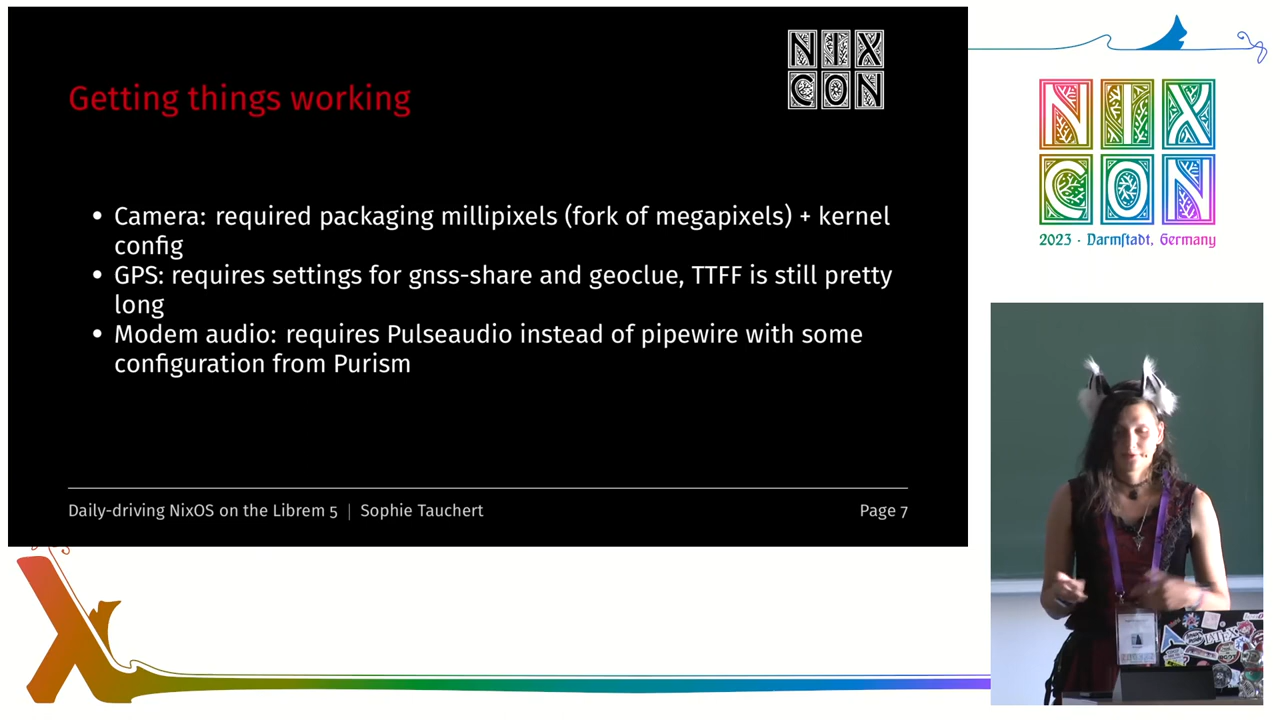 NIX
CON
Getting things working
• Camera: required packaging millipixels (fork of megapixels) + kernel
config
• GPS: requires settings for gnss-share and geoclue, TTFF is still pretty
long
• Modem audio: requires Pulseaudio instead of pipewire with some
configuration from Purism
Daily-driving NixOS on the Librem 5 | Sophie Tauchert
Page 7
NIX
CON
2023 · Darmſtadt, Germany
LATEX